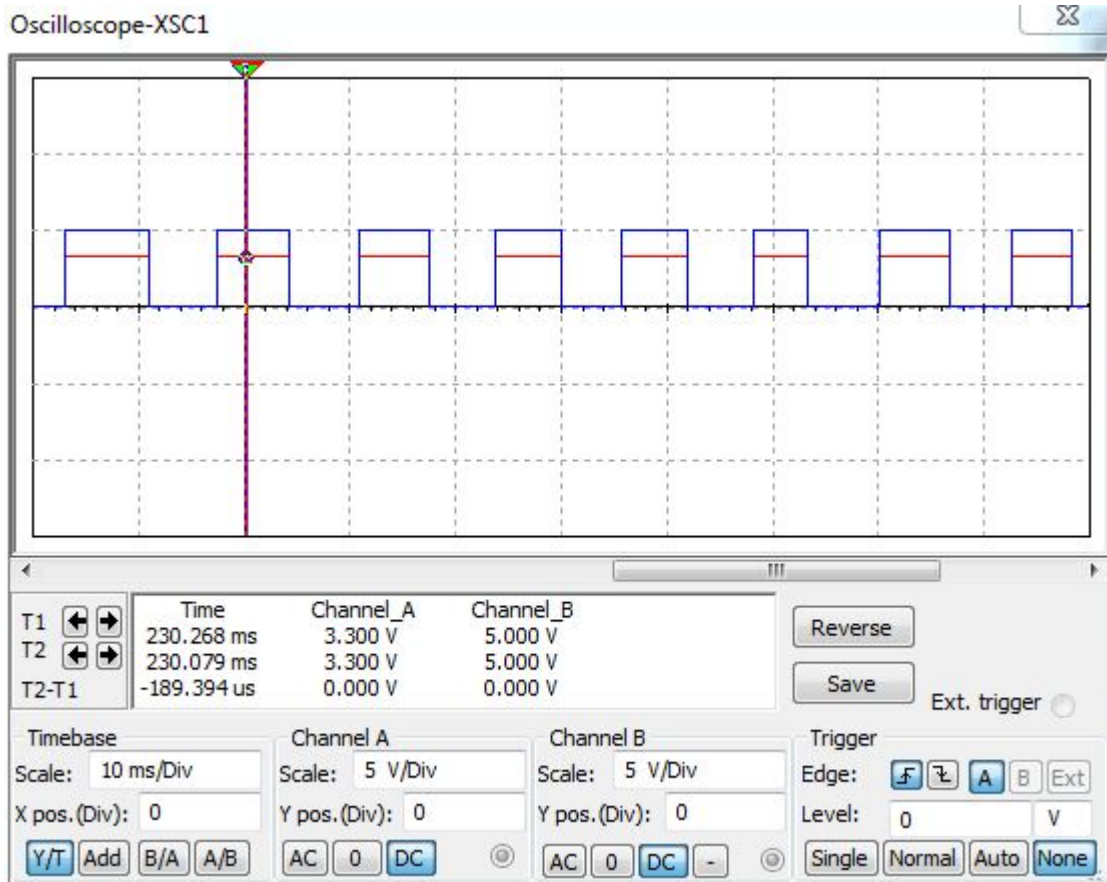 Oscilloscope-XSC1
T1
T2
T2-T1
Time Channel_A Channel_B
230.268 ms 3.300 V 5.000 V
230.079 ms 3.300 V 5.000 V
-189.394 us 0.000 V 0.000 V
Reverse
Save
Ext. trigger
Timebase
Scale: 10 ms/Div
X pos.(Div): 0
Y/T Add B/A A/B
Channel A
Scale: 5 V/Div
Y pos.(Div): 0
AC 0 DC
Channel B
Scale: 5 V/Div
Y pos.(Div): 0
AC 0 DC -
Trigger
Edge: A B Ext
Level: 0 V
Single Normal Auto None